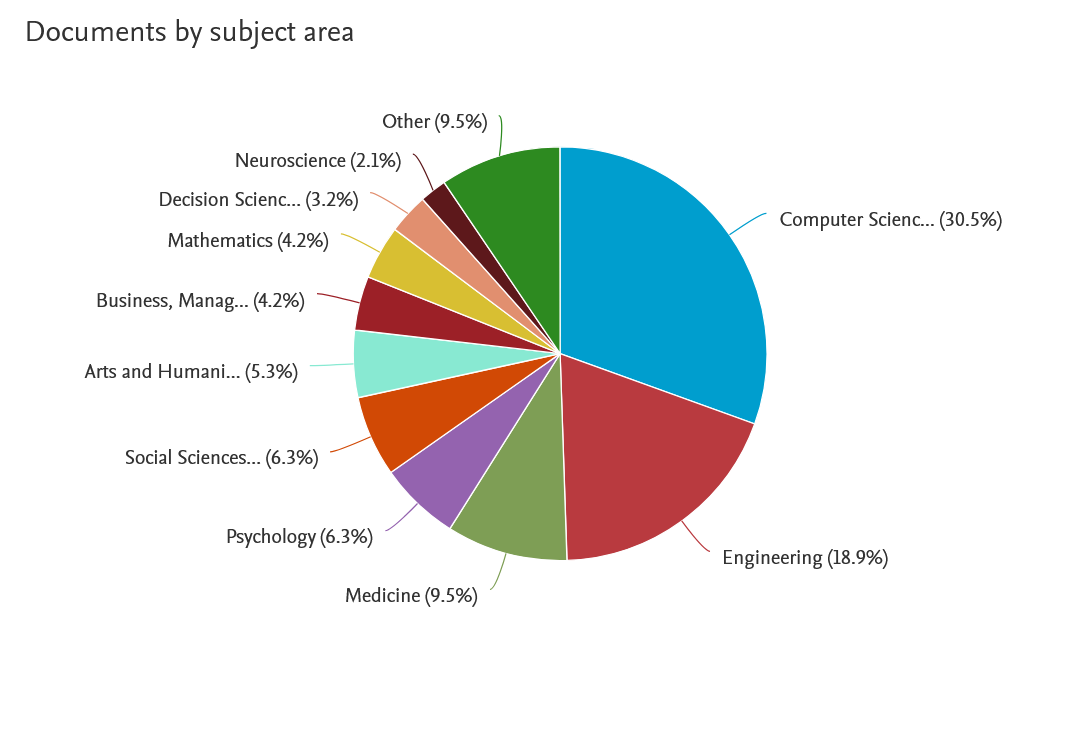 Documents by subject area
Other (9.5%)
Neuroscience (2.1%)
Decision Scienc... (3.2%)
Mathematics (4.2%)
Business, Manag... (4.2%)
Arts and Humani... (5.3%)
Social Sciences... (6.3%)
Psychology (6.3%)
Medicine (9.5%)
Computer Scienc... (30.5%)
Engineering (18.9%)